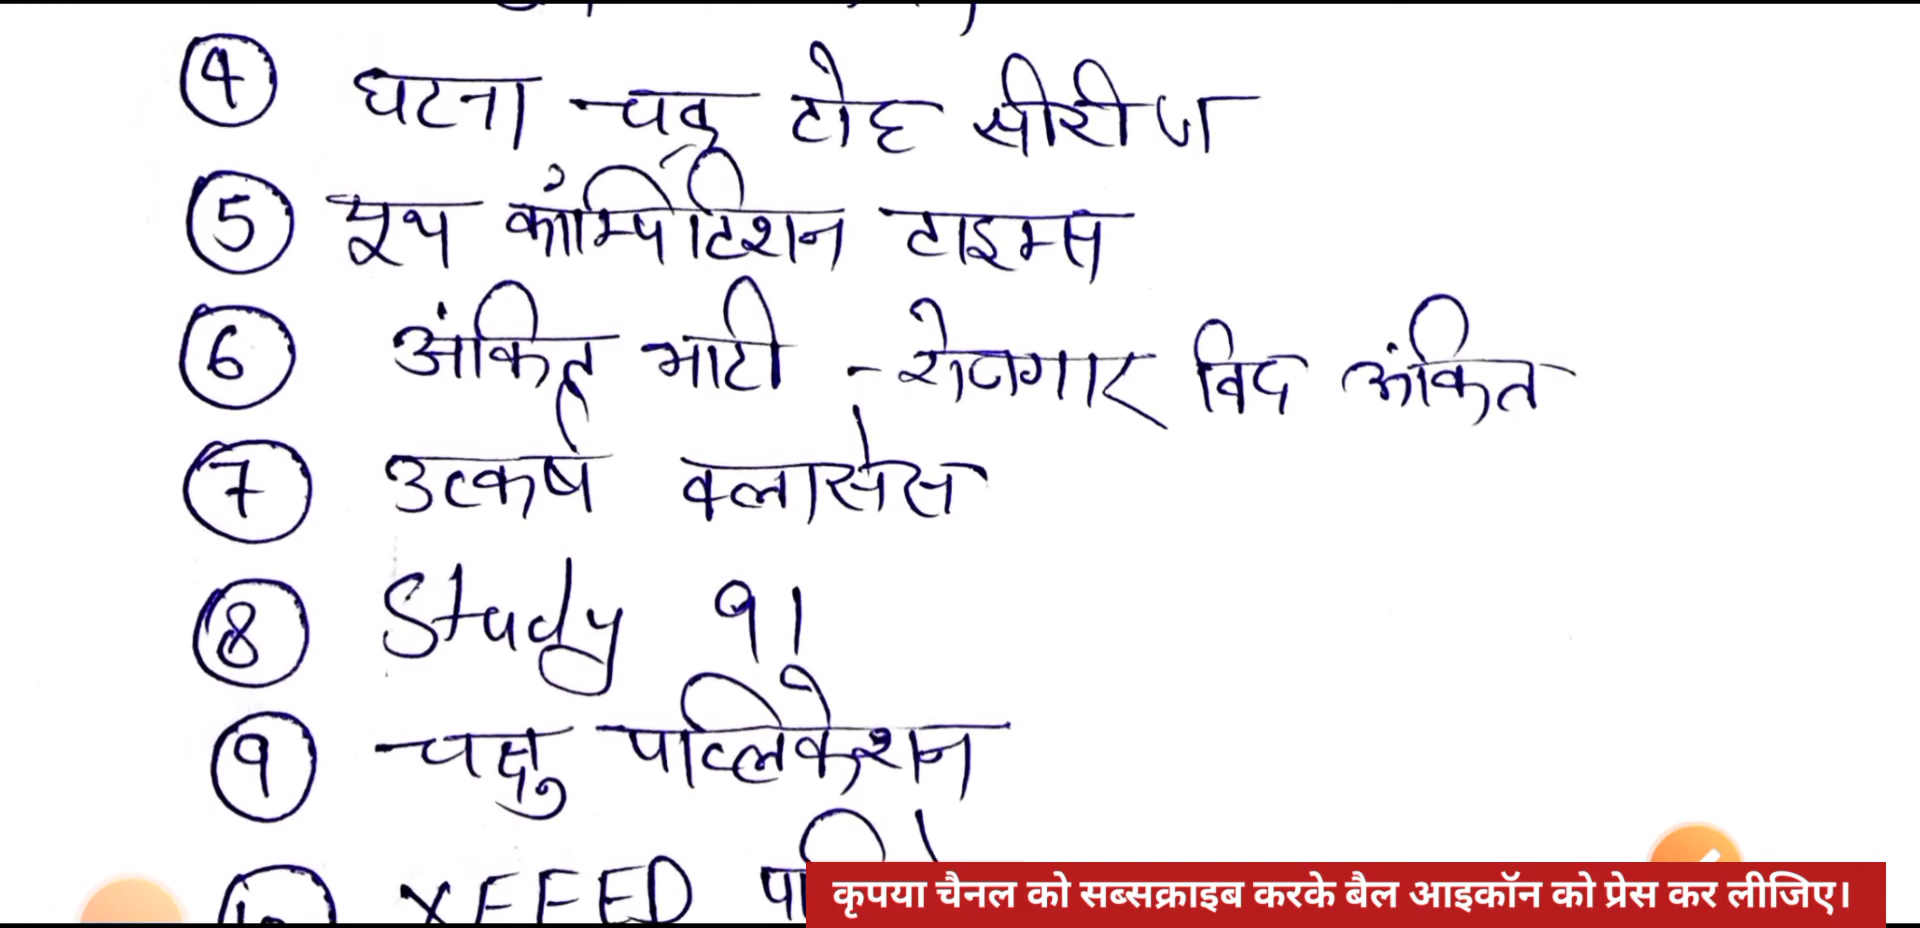 ④ घटना चक्र टोह सीरीज
⑤ यूथ कॉम्पिटिशन टाइम्स
⑥ अंकित भाटी - रोजगार विद अंकित
⑦ उत्कर्ष क्लासेस
⑧ Study 91
⑨ चक्षु पब्लिकेशन
XEEED
कृपया चैनल को सब्सक्राइब करके बैल आइकॉन को प्रेस कर लीजिए।